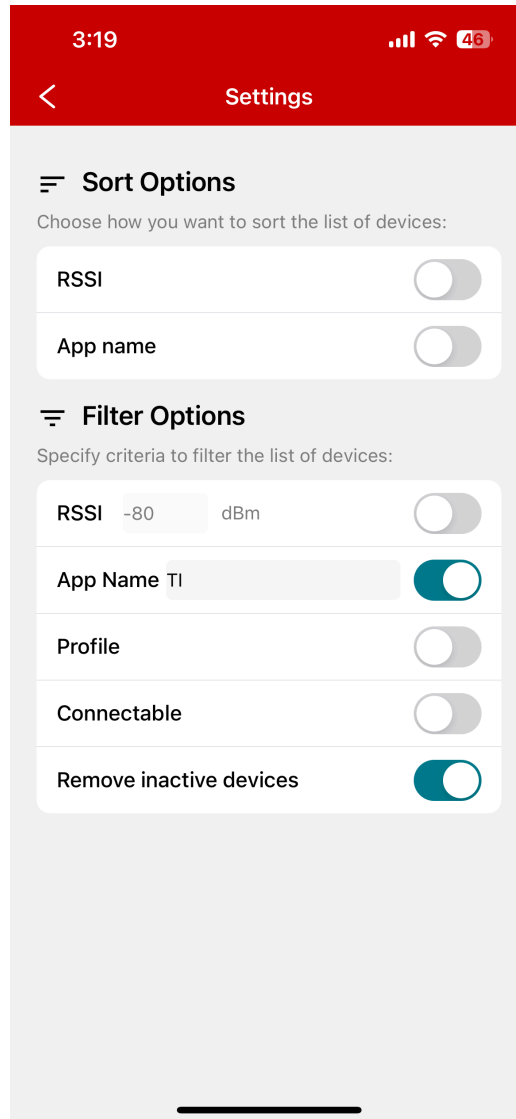 3:19 46
Settings
Sort Options
Choose how you want to sort the list of devices:
RSSI
App name
Filter Options
Specify criteria to filter the list of devices:
RSSI -80 dBm
App Name TI
Profile
Connectable
Remove inactive devices